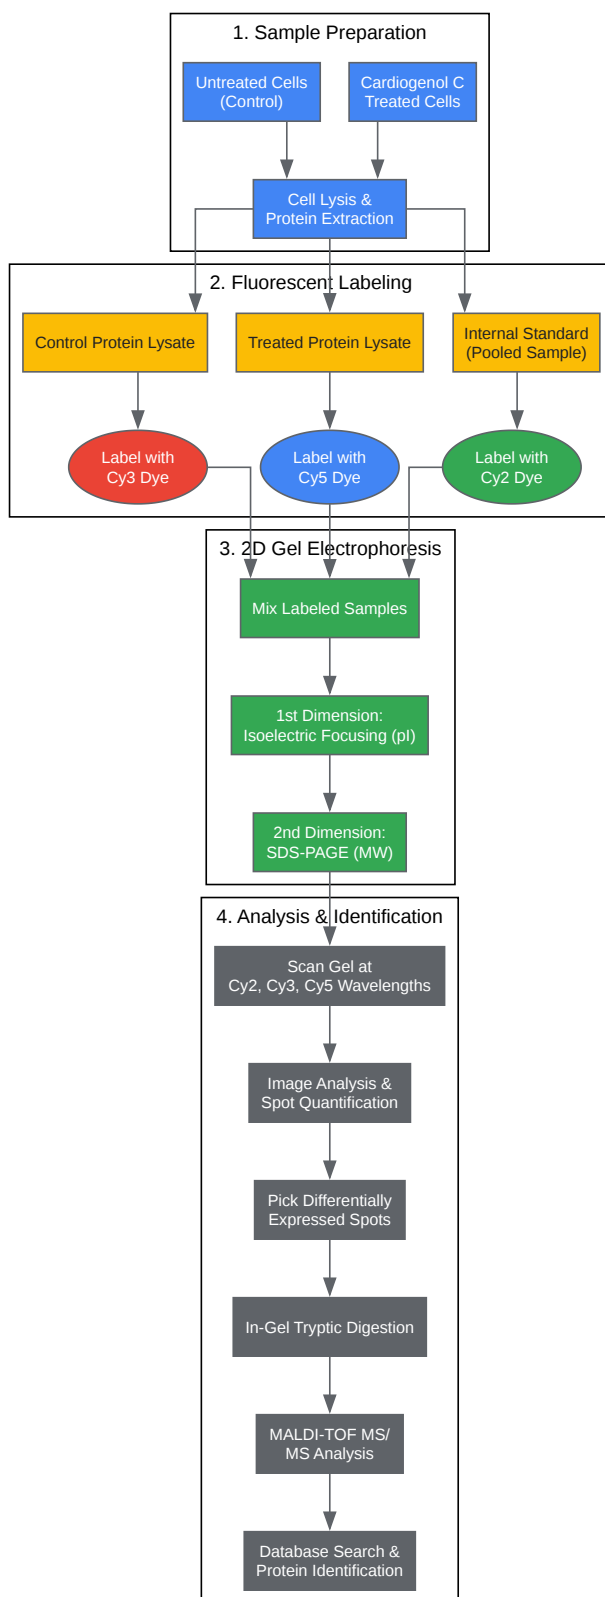 1. Sample Preparation
Untreated Cells
(Control)
Cardiogenol C
Treated Cells
Cell Lysis &
Protein Extraction
2. Fluorescent Labeling
Control Protein Lysate
Treated Protein Lysate
Internal Standard
(Pooled Sample)
Label with
Cy3 Dye
Label with
Cy5 Dye
Label with
Cy2 Dye
3. 2D Gel Electrophoresis
Mix Labeled Samples
1st Dimension:
Isoelectric Focusing (pI)
2nd Dimension:
SDS-PAGE (MW)
4. Analysis & Identification
Scan Gel at
Cy2, Cy3, Cy5 Wavelengths
Image Analysis &
Spot Quantification
Pick Differentially
Expressed Spots
In-Gel Tryptic Digestion
MALDI-TOF MS/
MS Analysis
Database Search &
Protein Identification